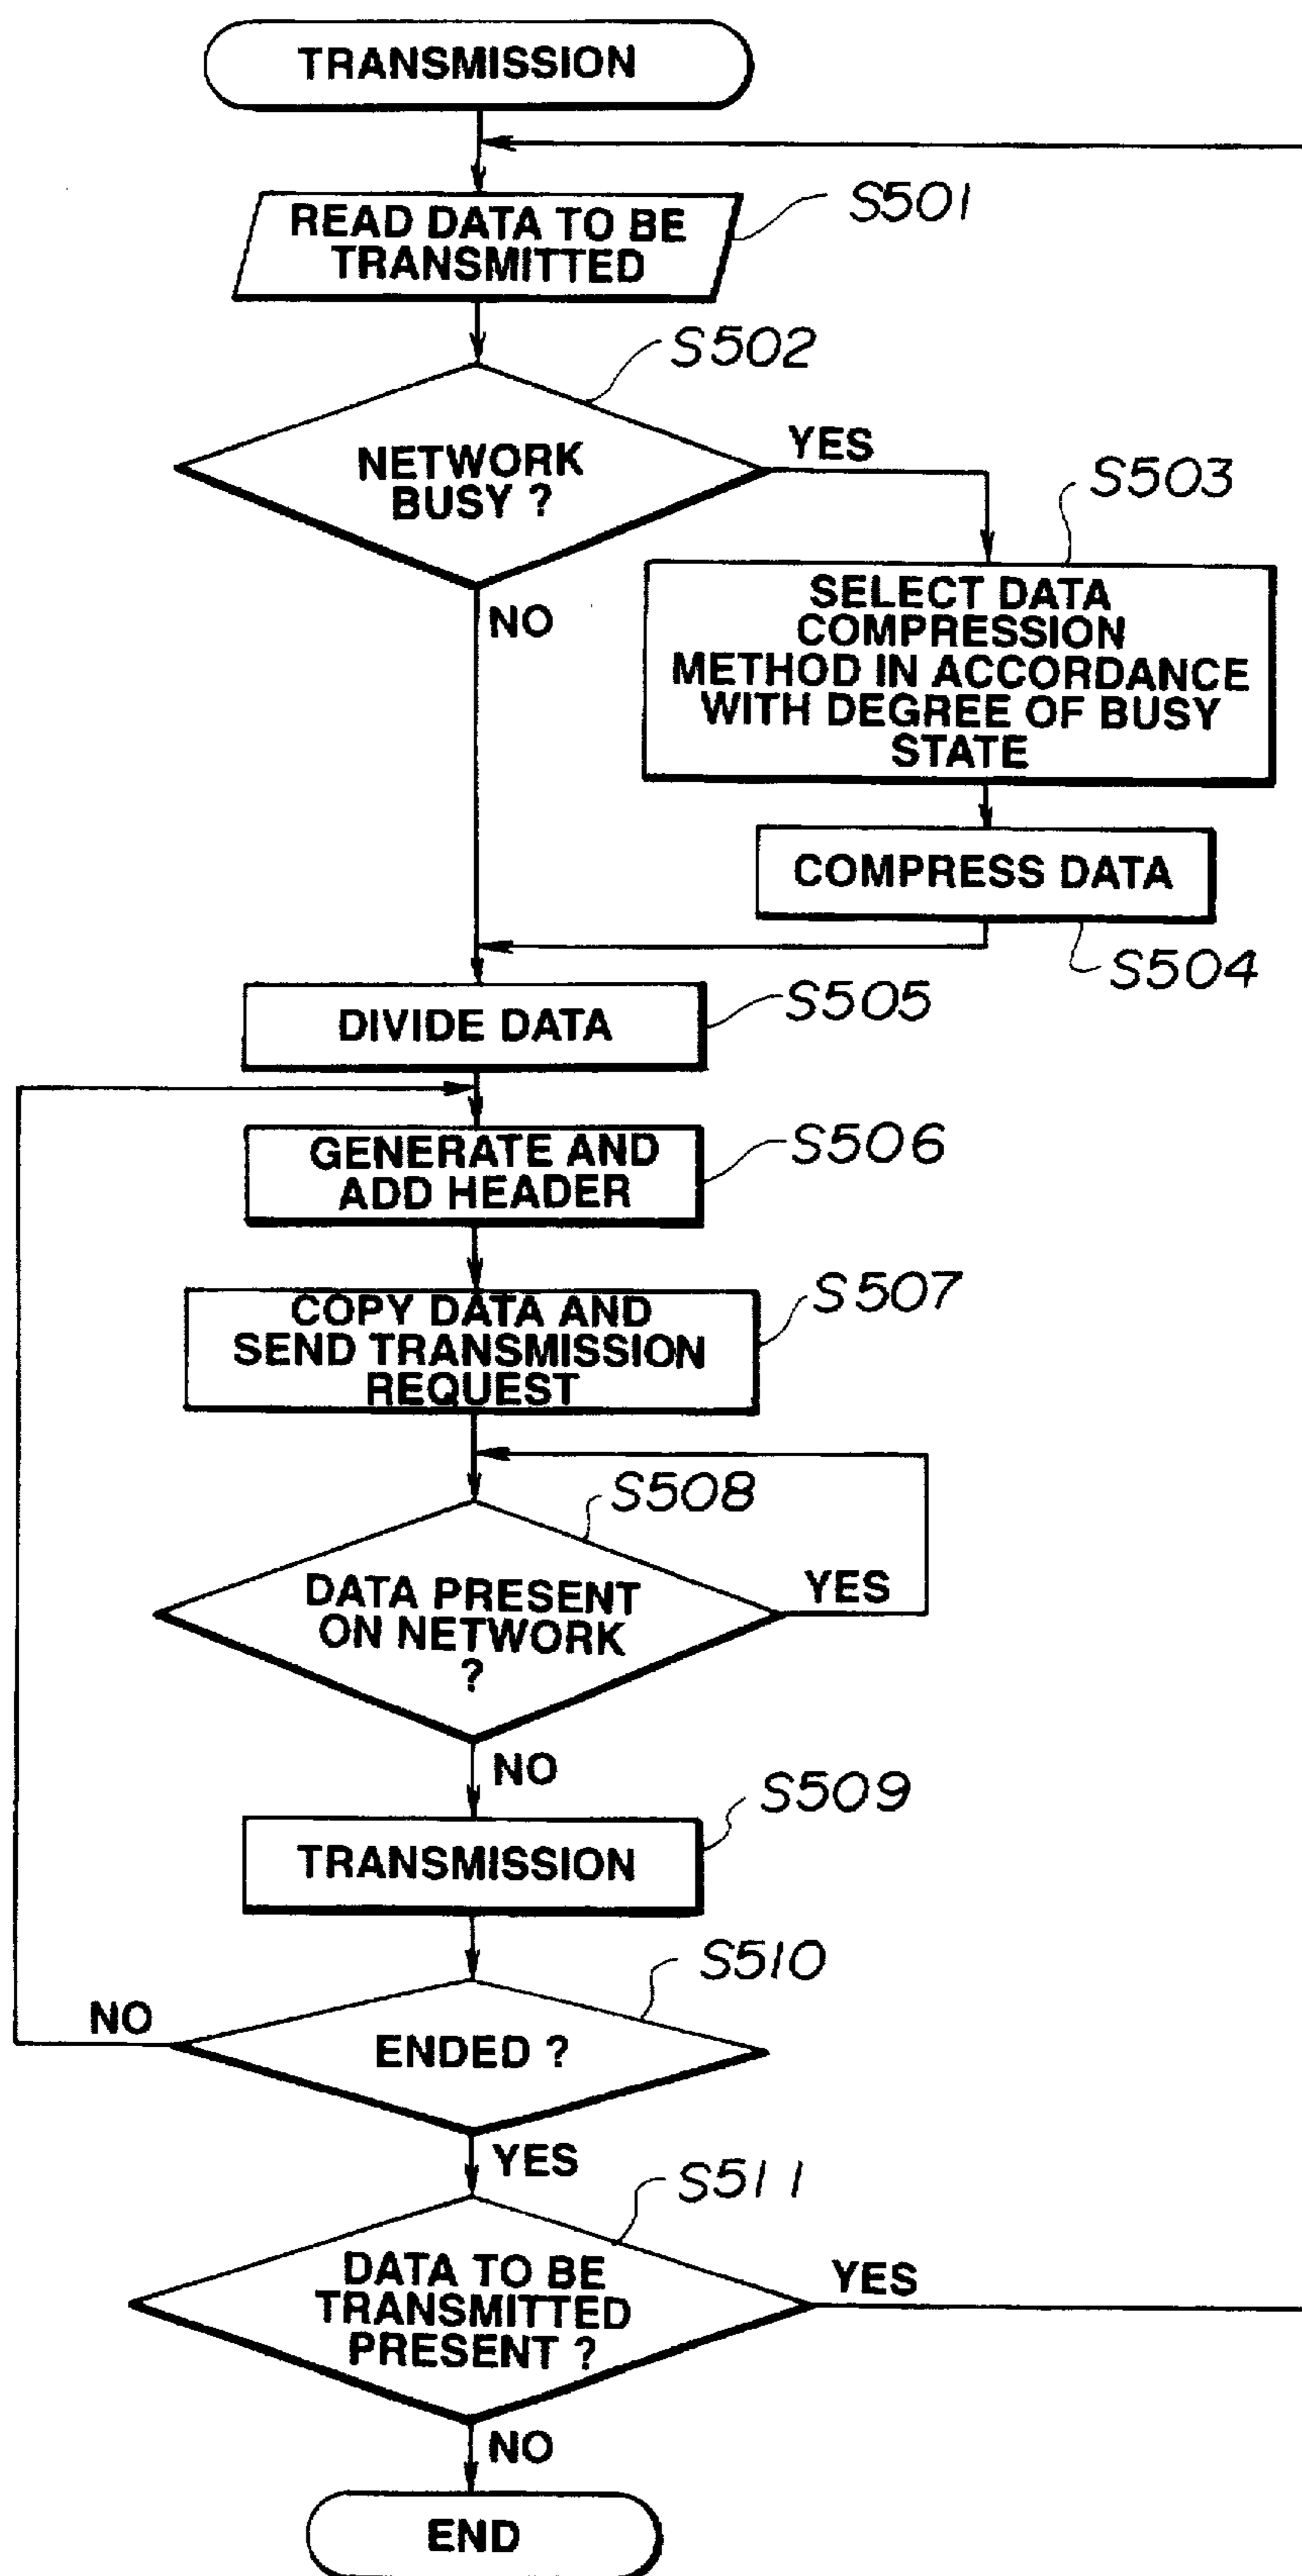 TRANSMISSION
S501
READ DATA TO BE
TRANSMITTED
S502
NETWORK
BUSY ?
YES
NO
S503
SELECT DATA
COMPRESSION
METHOD IN ACCORDANCE
WITH DEGREE OF BUSY
STATE
COMPRESS DATA
S504
DIVIDE DATA
S505
GENERATE AND
ADD HEADER
S506
COPY DATA AND
SEND TRANSMISSION
REQUEST
S507
S508
DATA PRESENT
ON NETWORK
?
YES
NO
S509
TRANSMISSION
S510
NO
ENDED ?
YES
S511
DATA TO BE
TRANSMITTED
PRESENT ?
YES
NO
END